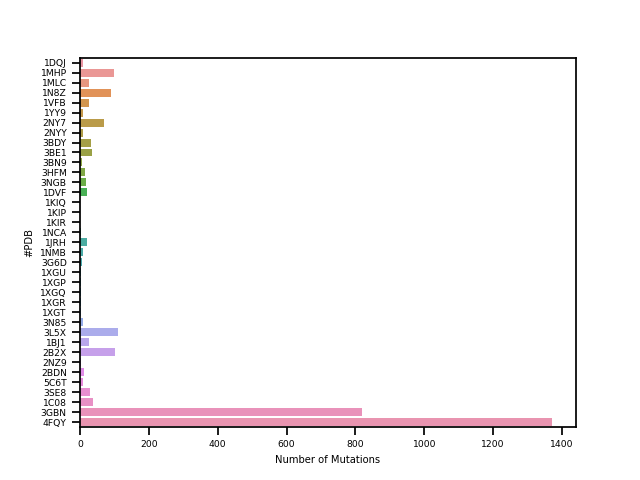 1DQJ
1MHP
1MLC
1N8Z
1VFB
1YY9
2NY7
2NYY
3BDY
3BE1
3BN9
3HFM
3NGB
1DVF
1KIQ
1KIP
1KIR
1NCA
1JRH
1NMB
3G6D
1XGU
1XGP
1XGQ
1XGR
1XGT
3N85
3L5X
1BJ1
2B2X
2NZ9
2BDN
5C6T
3SE8
1C08
3GBN
4FQY
#PDB
0 200 400 600 800 1000 1200 1400
Number of Mutations